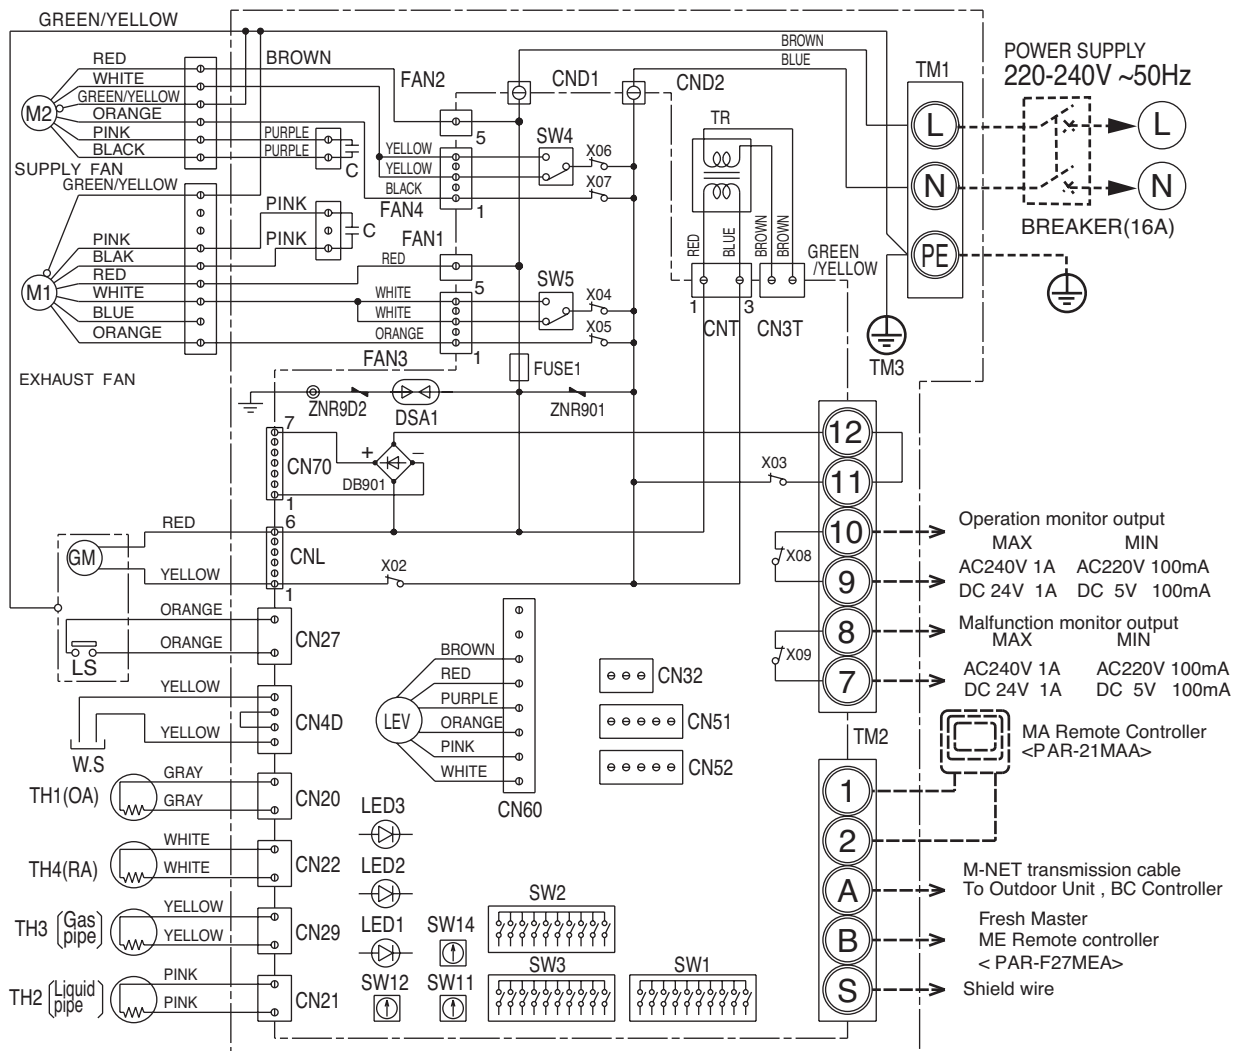 GREEN/YELLOW
RED
WHITE
GREEN/YELLOW
ORANGE
PINK
BLACK
M2
SUPPLY FAN
BROWN
PURPLE
PURPLE
C
FAN2
5
YELLOW
YELLOW
BLACK
FAN4
1
CND1
CND2
SW4
X06
X07
TR
BROWN
BLUE
TM1
L
N
PE
POWER SUPPLY
220-240V ~50Hz
L
N
BREAKER(16A)
GREEN/YELLOW
PINK
PINK
C
PINK
BLAK
RED
WHITE
BLUE
ORANGE
M1
EXHAUST FAN
FAN1
RED
5
WHITE
WHITE
ORANGE
1
FAN3
SW5
X04
X05
FUSE1
RED
BLUE
BROWN
BROWN
GREEN
/YELLOW
1
3
CNT
CN3T
TM3
ZNR9D2
DSA1
ZNR901
7
CN70
1
+
−
DB901
X03
12
11
10
9
8
7
X08
X09
TM2
Operation monitor output
MAX MIN
AC240V 1A AC220V 100mA
DC 24V 1A DC 5V 100mA
Malfunction monitor output
MAX MIN
AC240V 1A AC220V 100mA
DC 24V 1A DC 5V 100mA
RED
GM
YELLOW
6
CNL
1
X02
ORANGE
ORANGE
LS
CN27
YELLOW
YELLOW
W.S
CN4D
LEV
BROWN
RED
PURPLE
ORANGE
PINK
WHITE
CN60
CN32
CN51
CN52
TH1(OA)
GRAY
GRAY
CN20
TH4(RA)
WHITE
WHITE
CN22
TH3 (Gas
pipe)
YELLOW
YELLOW
CN29
TH2 (Liquid
pipe)
PINK
PINK
CN21
LED3
LED2
LED1
SW14
SW12
SW11
SW2
SW3
SW1
1
2
A
B
S
MA Remote Controller
<PAR-21MAA>
M-NET transmission cable
To Outdoor Unit , BC Controller
Fresh Master
ME Remote controller
< PAR-F27MEA>
Shield wire